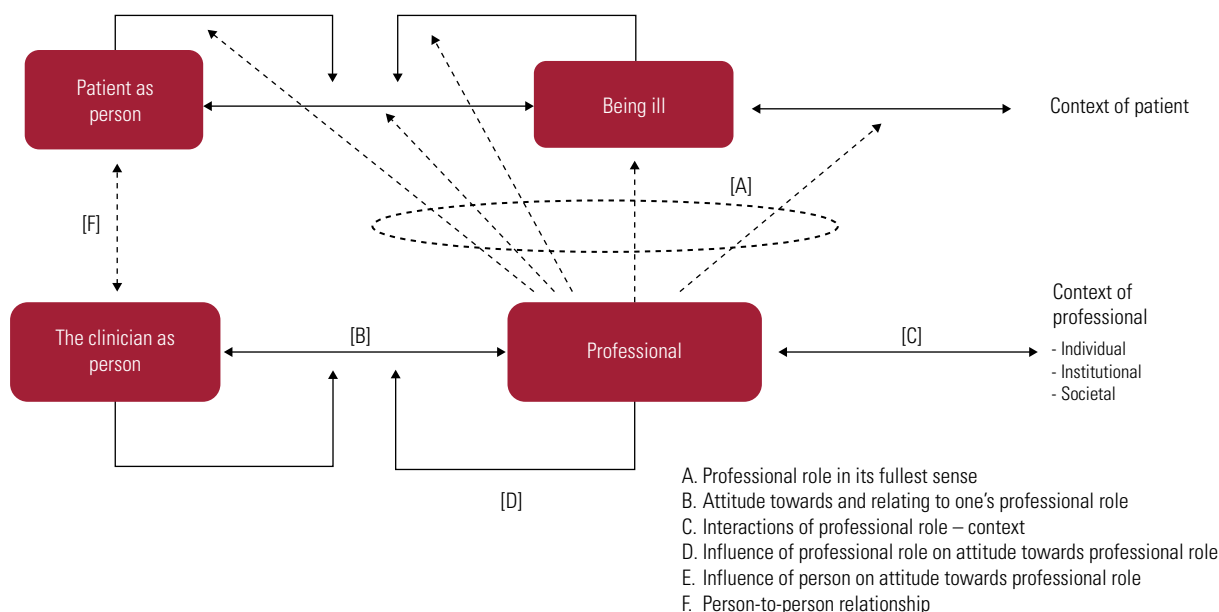 Patient as
person
Being ill
Context of patient
[A]
[F]
The clinician as
person
[B]
Professional
[C]
Context of
professional
- Individual
- Institutional
- Societal
[D]
A. Professional role in its fullest sense
B. Attitude towards and relating to one's professional role
C. Interactions of professional role – context
D. Influence of professional role on attitude towards professional role
E. Influence of person on attitude towards professional role
F. Person-to-person relationship